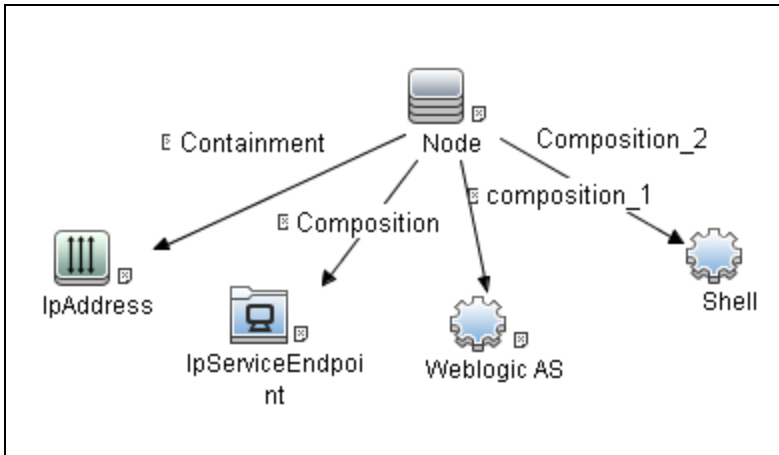 Node
Containment
Composition_2
Composition
composition_1
IpAddress
IpServiceEndpoi
nt
Weblogic AS
Shell